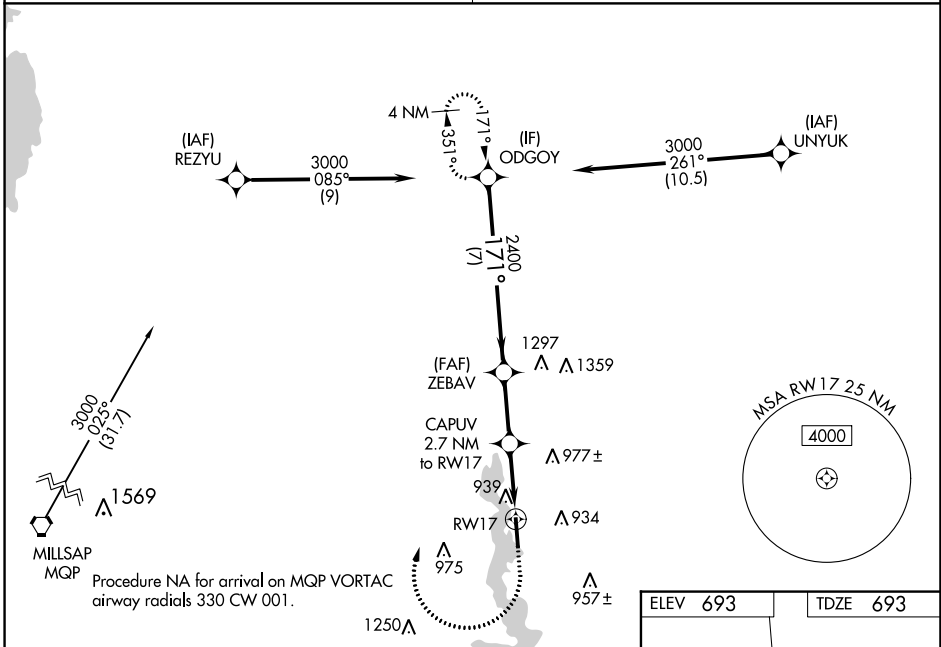 4 NM
351°
171°
(IF)
ODGOY
(IAF)
REZYU
3000
085°
(9)
(IAF)
UNYUK
3000
261°
(10.5)
2400
171°
(7)
1297
1359
(FAF)
ZEBAV
CAPUV
2.7 NM
to RW17
977±
939
RW17
934
975
957±
1250
3000
025°
(31.7)
1569
MILLSAP
MQP
Procedure NA for arrival on MQP VORTAC
airway radials 330 CW 001.
MSA RW17 25 NM
4000
ELEV 693
TDZE 693